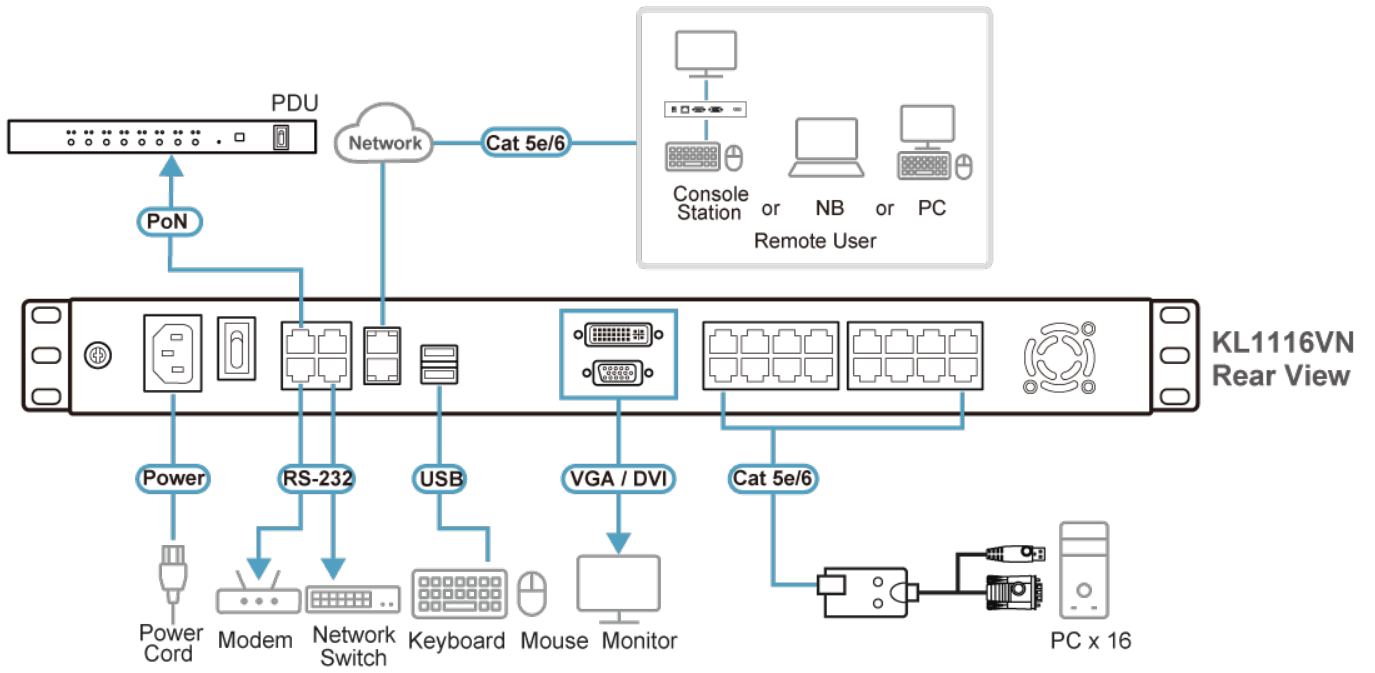 PDU
Network
Cat 5e/6
Console
Station or NB or PC
Remote User
PoN
KL1116VN
Rear View
Power
RS-232
USB
VGA / DVI
Cat 5e/6
Power
Cord
Modem
Network
Switch
Keyboard
Mouse
Monitor
PC x 16